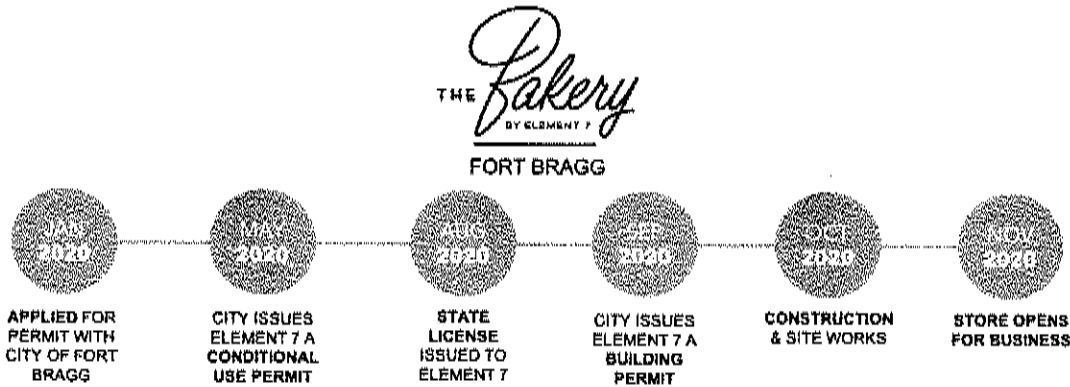 THE Bakery
BY ELEMENT 7
FORT BRAGG
JAN
2020
MAY
2020
AUG
2020
SEP
2020
OCT
2020
NOV
2020
APPLIED FOR
PERMIT WITH
CITY OF FORT
BRAGG
CITY ISSUES
ELEMENT 7 A
CONDITIONAL
USE PERMIT
STATE
LICENSE
ISSUED TO
ELEMENT 7
CITY ISSUES
ELEMENT 7 A
BUILDING
PERMIT
CONSTRUCTION
& SITE WORKS
STORE OPENS
FOR BUSINESS